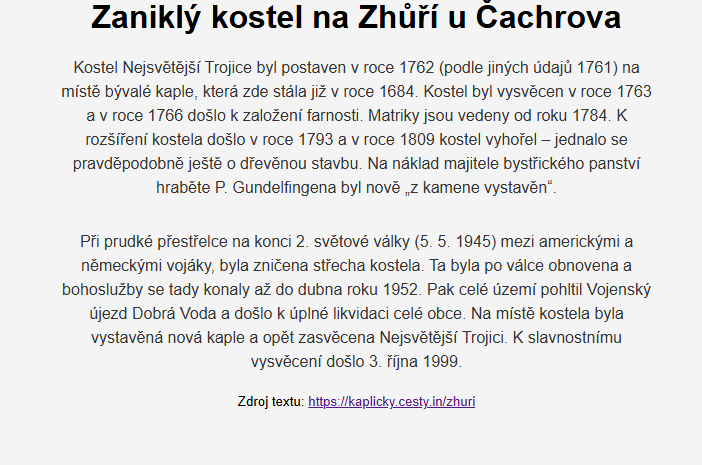 Zaniklý kostel na Zhůří u Čachrova
Kostel Nejsvětější Trojice byl postaven v roce 1762 (podle jiných údajů 1761) na
místě bývalé kaple, která zde stála již v roce 1684. Kostel byl vysvěcen v roce 1763
a v roce 1766 došlo k založení farnosti. Matriky jsou vedeny od roku 1784. K
rozšíření kostela došlo v roce 1793 a v roce 1809 kostel vyhořel – jednalo se
pravděpodobně ještě o dřevěnou stavbu. Na náklad majitele bystřického panství
hraběte P. Gundelfingena byl nově „z kamene vystavěn“.
Při prudké přestřelce na konci 2. světové války (5. 5. 1945) mezi americkými a
německými vojáky, byla zničena střecha kostela. Ta byla po válce obnovena a
bohoslužby se tady konaly až do dubna roku 1952. Pak celé území pohltil Vojenský
újezd Dobrá Voda a došlo k úplné likvidaci celé obce. Na místě kostela byla
vystavěná nová kaple a opět zasvěcena Nejsvětější Trojici. K slavnostnímu
vysvěcení došlo 3. října 1999.
Zdroj textu: https://kaplicky.cesty.in/zhuri